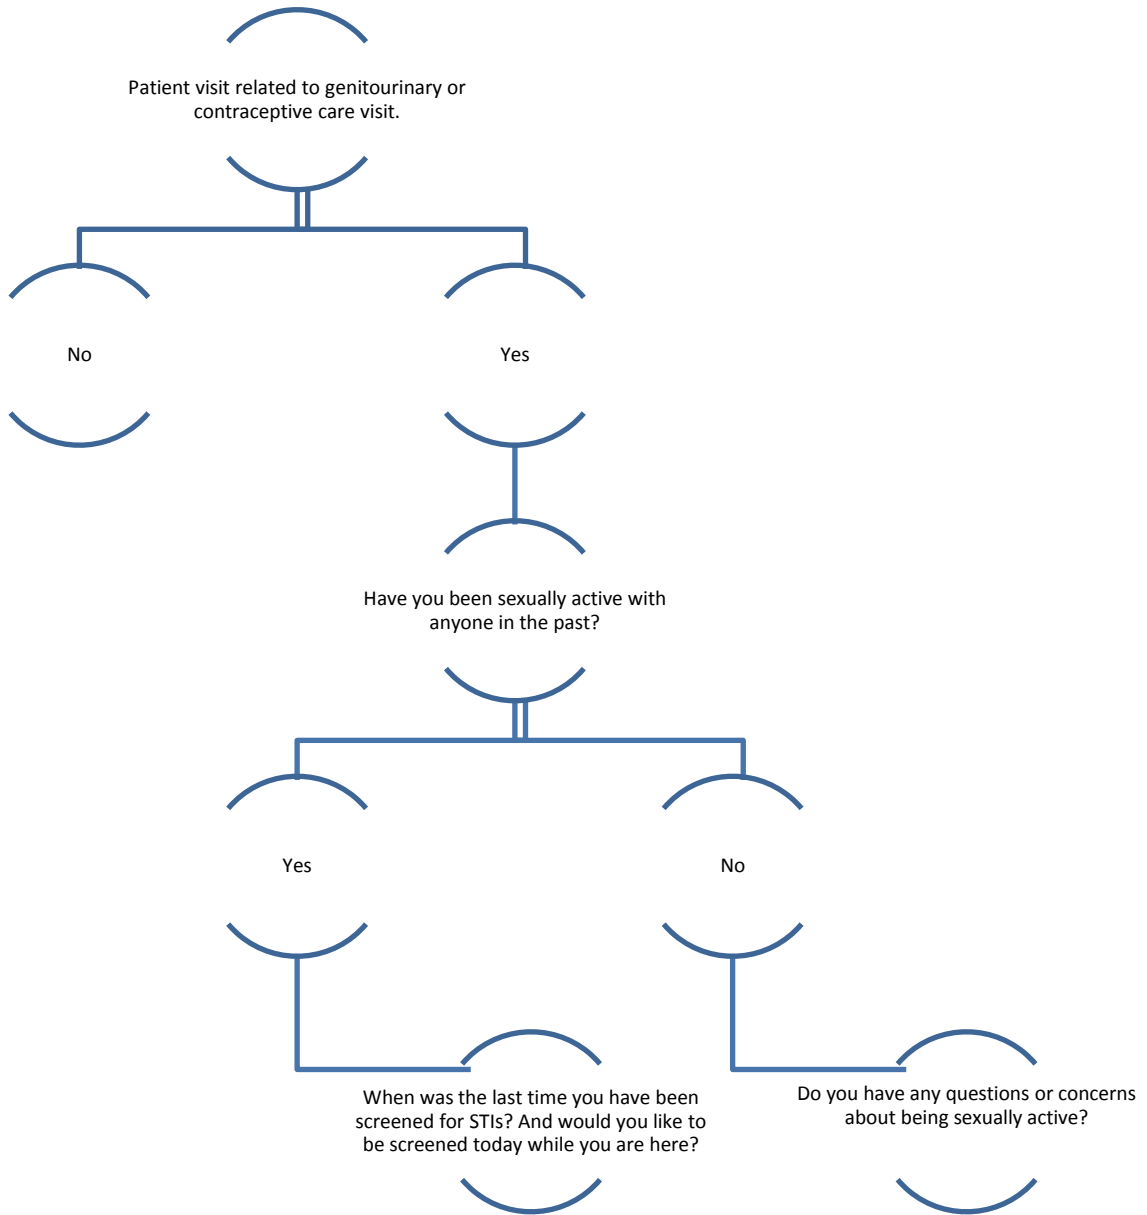 Patient visit related to genitourinary or
contraceptive care visit.
No
Yes
Have you been sexually active with
anyone in the past?
Yes
No
When was the last time you have been
screened for STIs? And would you like to
be screened today while you are here?
Do you have any questions or concerns
about being sexually active?